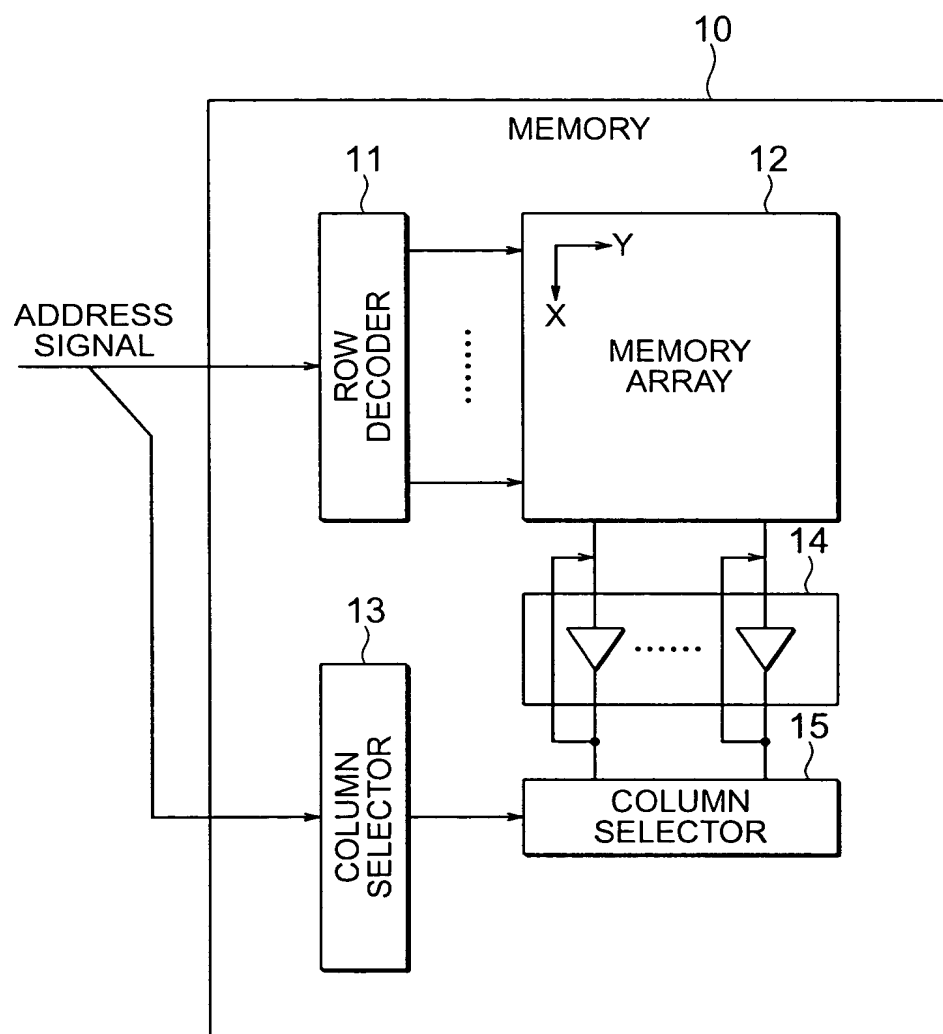 10
MEMORY
11
12
Y
X
ADDRESS
SIGNAL
ROW
DECODER
MEMORY
ARRAY
14
13
15
COLUMN
SELECTOR
COLUMN
SELECTOR